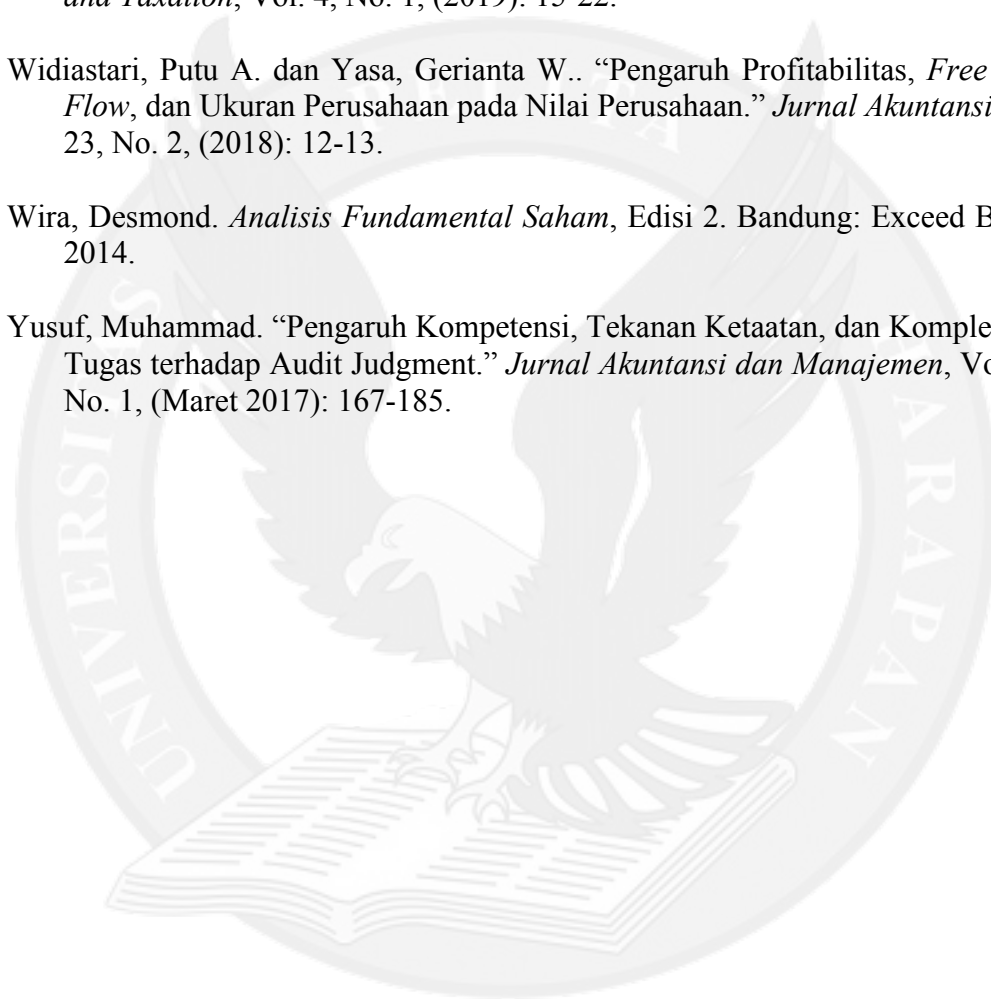 and Taxation, Vol. 4, No. 1, (2019): 15-22.
Widiastari, Putu A. dan Yasa, Gerianta W.. “Pengaruh Profitabilitas, Free
Flow, dan Ukuran Perusahaan pada Nilai Perusahaan.” Jurnal Akuntansi
23, No. 2, (2018): 12-13.
Wira, Desmond. Analisis Fundamental Saham, Edisi 2. Bandung: Exceed
2014.
Yusuf, Muhammad. “Pengaruh Kompetensi, Tekanan Ketaatan, dan
Tugas terhadap Audit Judgment.” Jurnal Akuntansi dan Manajemen,
No. 1, (Maret 2017): 167-185.
UNIVERSITAS
PELITA
ARAPAN